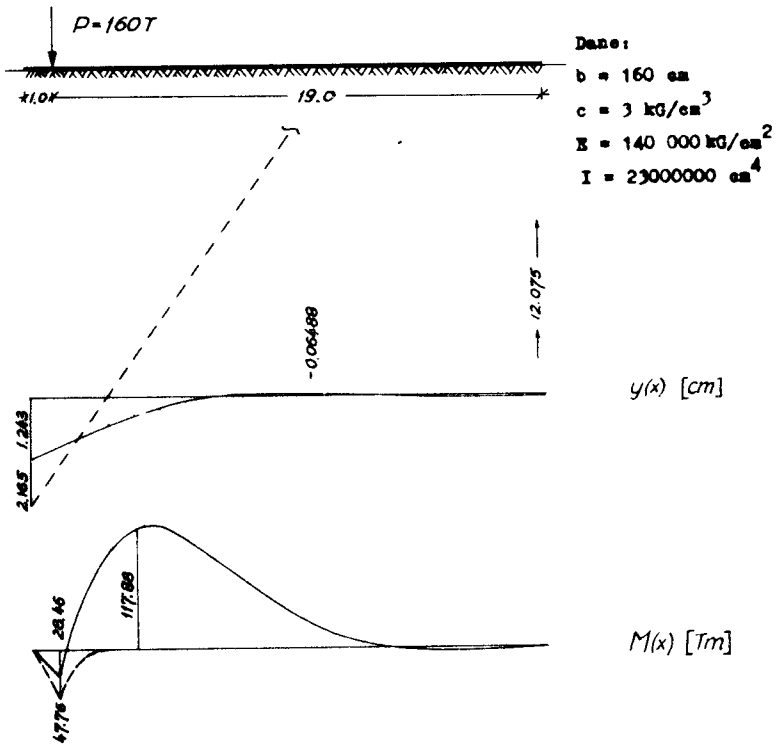 P=160T
Dane:
b = 160 cm
c = 3 kG/cm³
E = 140 000 kG/cm²
I = 23000000 cm⁴
1.0
19.0
12.075
-0.06488
y(x) [cm]
1.243
2.165
28.46
117.88
M(x) [Tm]
47.76